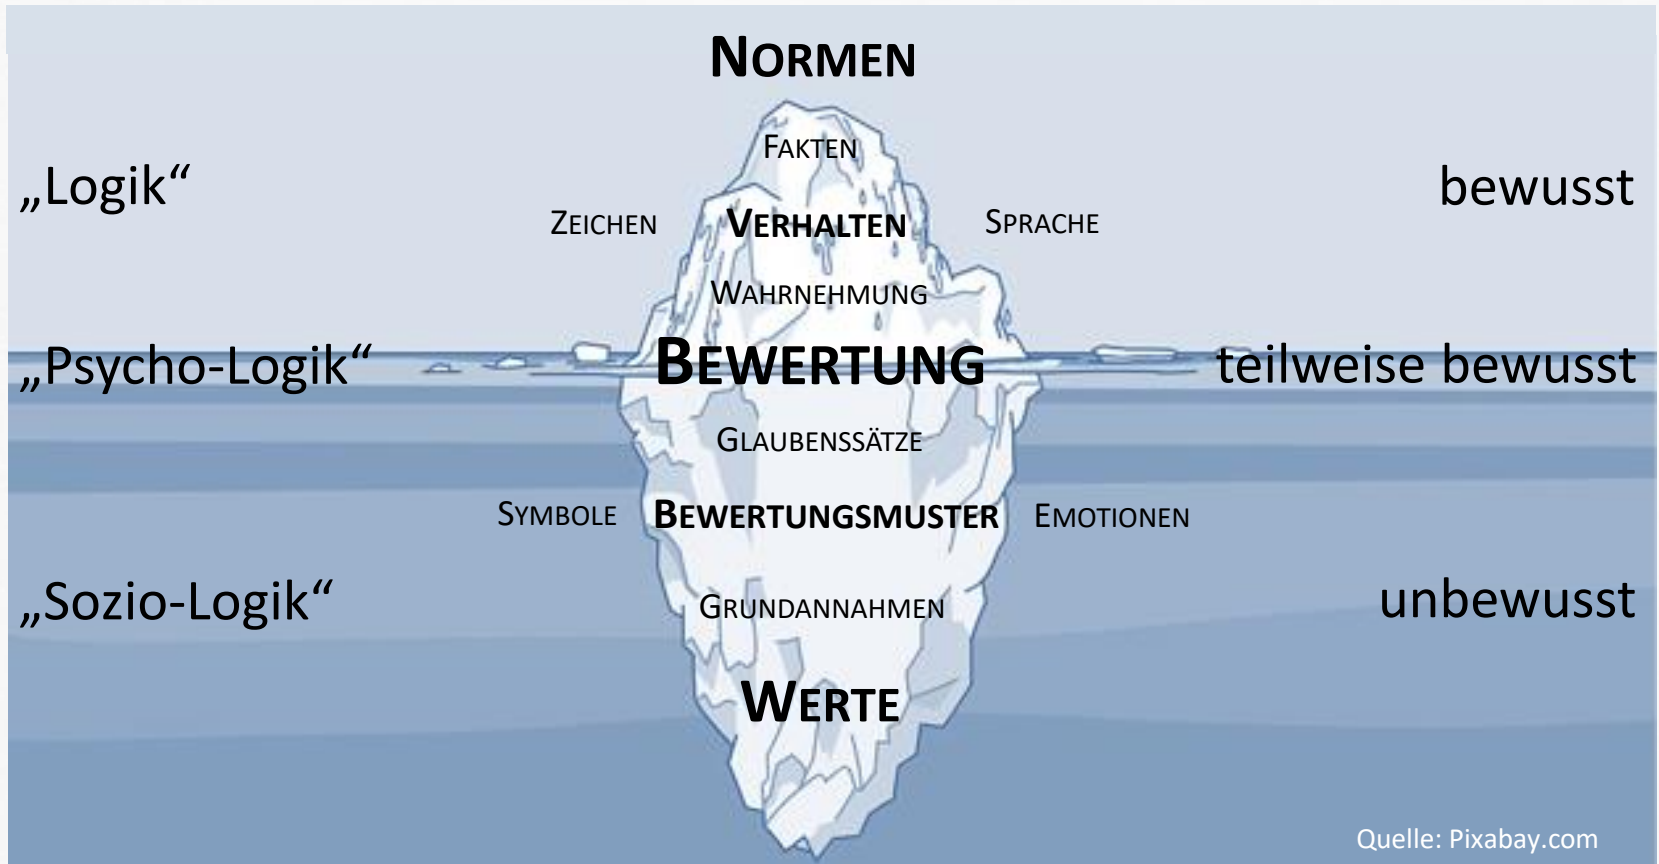 NORMEN
FAKTEN
„Logik“
bewusst
ZEICHEN VERHALTEN SPRACHE
WAHRNEHMUNG
„Psycho-Logik“ BEWERTUNG teilweise bewusst
GLAUBENSSÄTZE
SYMBOLE BEWERTUNGSMUSTER EMOTIONEN
„Sozio-Logik“ GRUNDANNAHMEN unbewusst
WERTE
Quelle: Pixabay.com